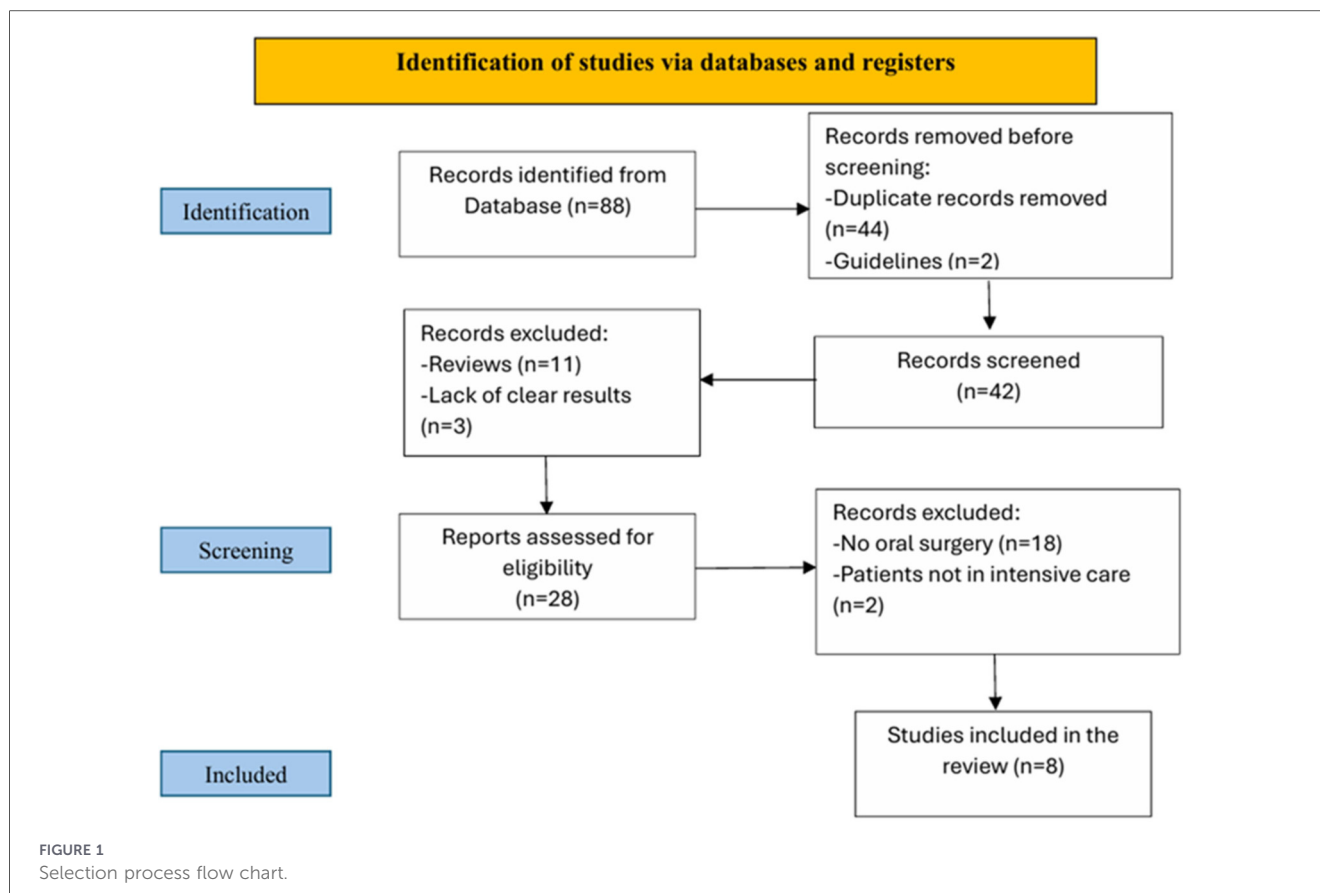 Identification of studies via databases and registers
Identification
Records identified from
Database (n=88)
Records removed before
screening:
-Duplicate records removed
(n=44)
-Guidelines (n=2)
Records screened
(n=42)
Records excluded:
-Reviews (n=11)
-Lack of clear results
(n=3)
Screening
Reports assessed for
eligibility
(n=28)
Records excluded:
-No oral surgery (n=18)
-Patients not in intensive care
(n=2)
Included
Studies included in the
review (n=8)
FIGURE 1
Selection process flow chart.